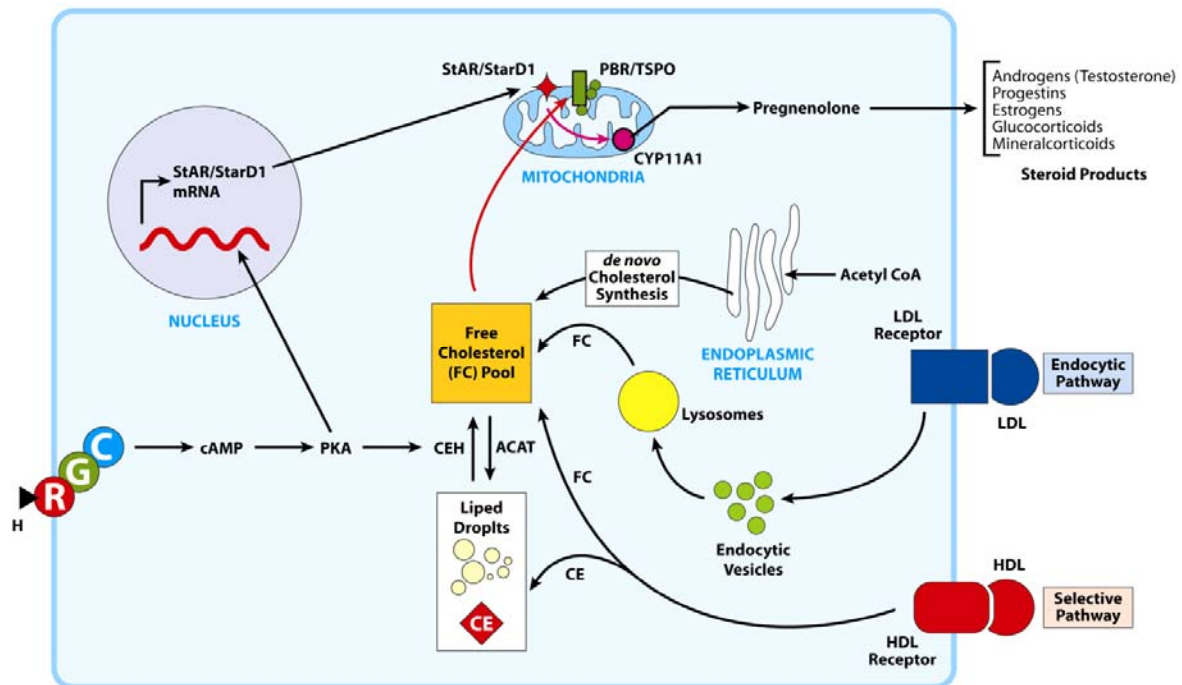 StAR/StarD1
PBR/TSPO
CYP11A1
MITOCHONDRIA
Pregnenolone
Androgens (Testosterone)
Progestins
Estrogens
Glucocorticoids
Mineralcorticoids
Steroid Products
StAR/StarD1
mRNA
NUCLEUS
de novo
Cholesterol
Synthesis
Acetyl CoA
ENDOPLASMIC
RETICULUM
Free
Cholesterol
(FC) Pool
FC
Lysosomes
LDL
Receptor
LDL
Endocytic
Pathway
H
R
G
C
cAMP
PKA
CEH
ACAT
FC
Liped
Droplts
CE
CE
Endocytic
Vesicles
HDL
HDL
Receptor
Selective
Pathway